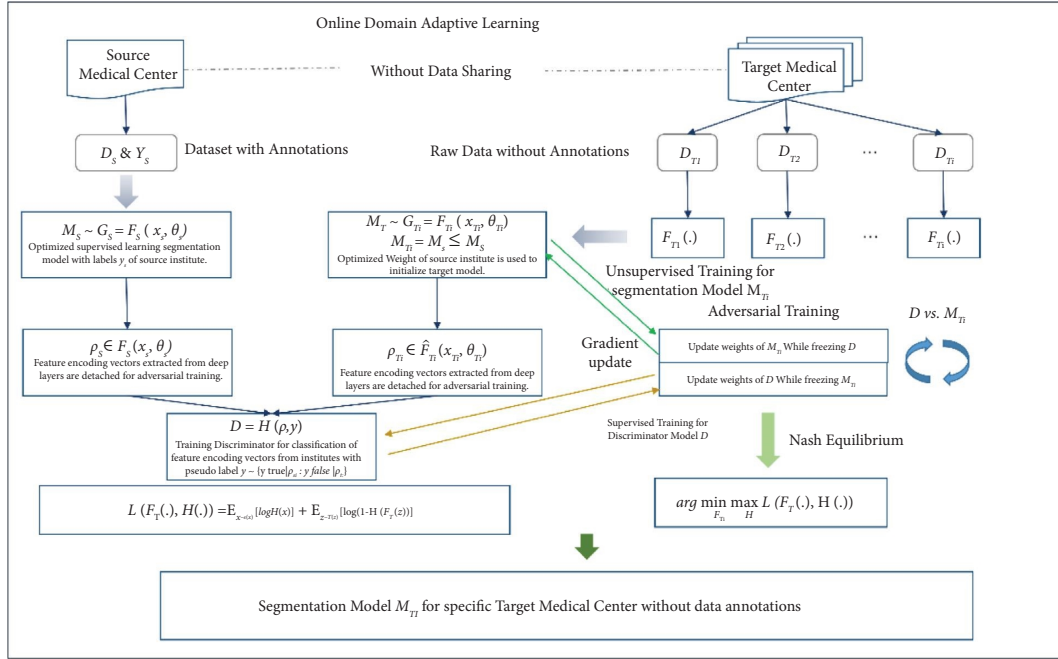 Online Domain Adaptive Learning
Source
Medical Center
Without Data Sharing
Target Medical
Center
D_S & Y_S
Dataset with Annotations
Raw Data without Annotations
D_T1
D_T2
...
D_Ti
M_S ~ G_S = F_S ( x_s, θ_s)
Optimized supervised learning segmentation
model with labels y_s of source institute.
M_T ~ G_Ti = F_Ti ( x_Ti, θ_Ti)
M_Ti = M_s ≤ M_S
Optimized Weight of source institute is used to
initialize target model.
F_T1(.)
F_T2(.)
...
F_Ti(.)
Unsupervised Training for
segmentation Model M_Ti
Adversarial Training
D vs. M_Ti
ρ_S ∈ F_S(x_s, θ_s)
Feature encoding vectors extracted from deep
layers are detached for adversarial training.
ρ_Ti ∈ F̂_Ti(x_Ti, θ_Ti)
Feature encoding vectors extracted from deep
layers are detached for adversarial training.
Gradient
update
Update weights of M_Ti While freezing D
Update weights of D While freezing M_Ti
D = H (ρ,y)
Training Discriminator for classification of
feature encoding vectors from institutes with
pseudo label y ~ {y true|ρ : y false |ρ}
Supervised Training for
Discriminator Model D
Nash Equilibrium
L (F_T(.), H(.)) =E [logH(x)] + E [log(1-H (F_T(z))]
arg min max L (F_T(.), H (.))
F_Ti H
Segmentation Model M_TI for specific Target Medical Center without data annotations